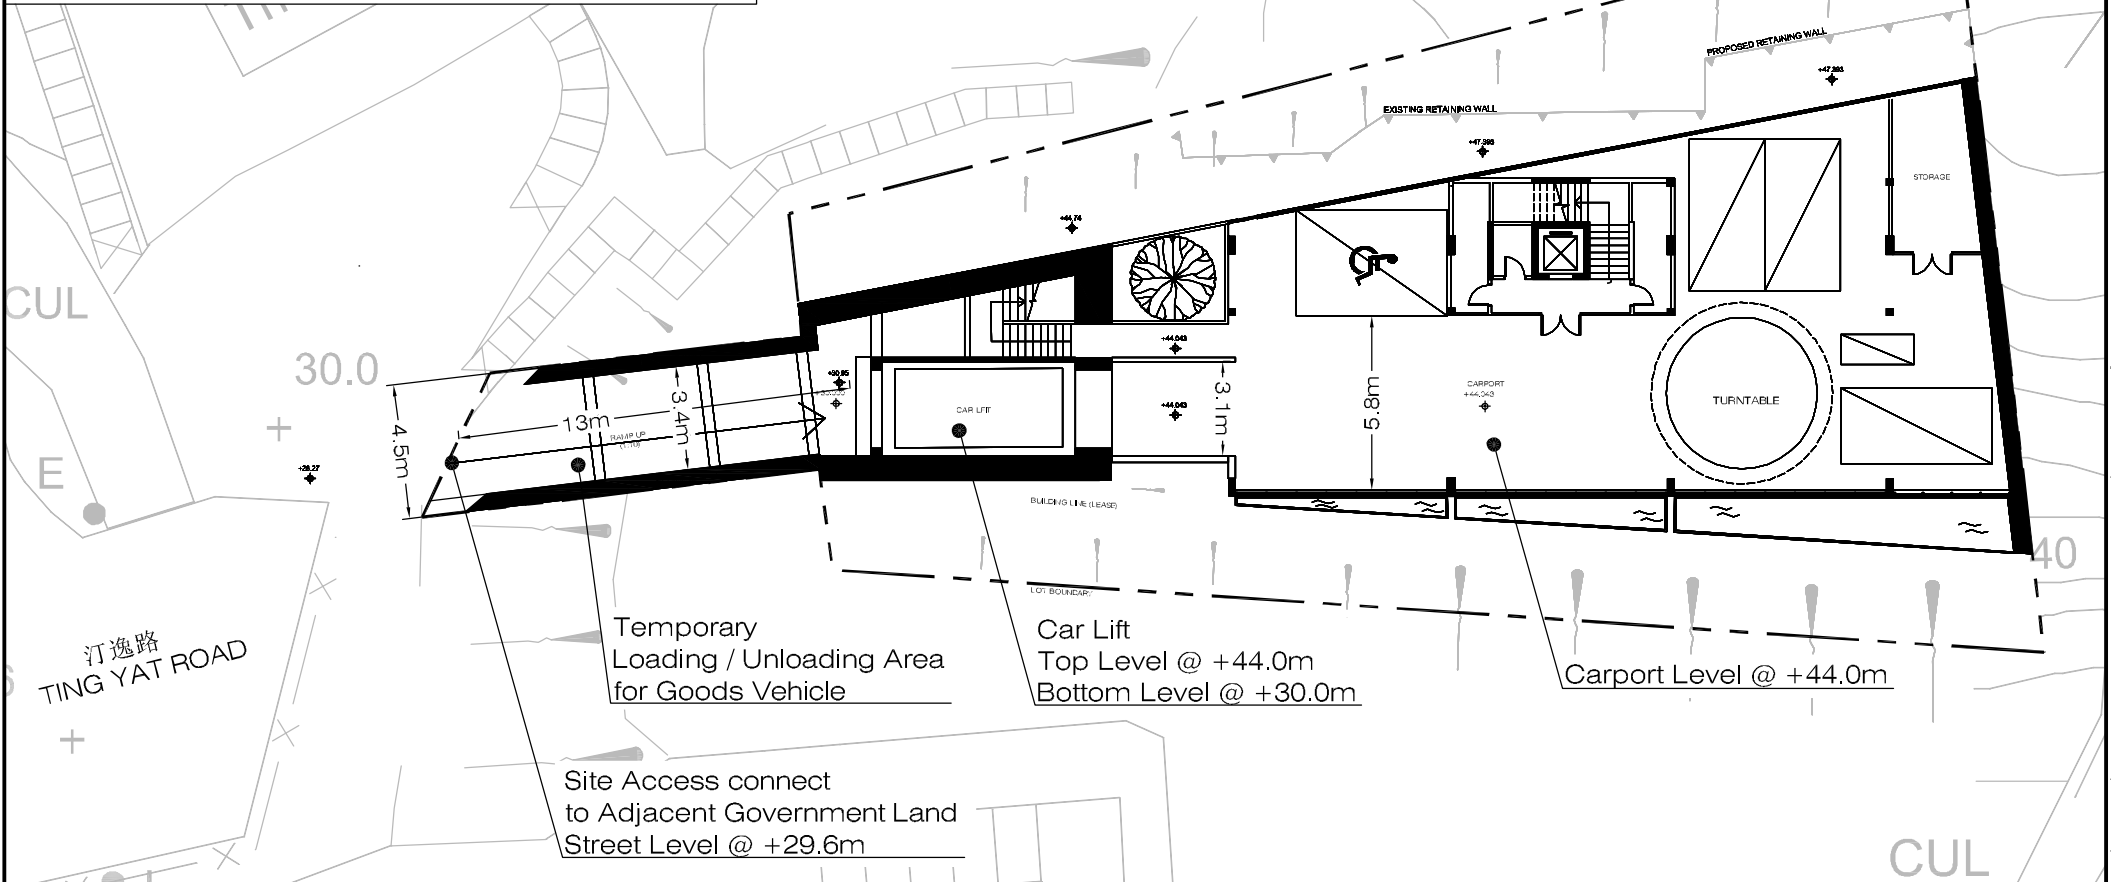 PROPOSED RETAINING WALL
+47.393
EXISTING RETAINING WALL
+47.393
STORAGE
+44.74
CUL
30.0
+44.043
+30.95
3.4m
13m
4.5m
RAMP UP
CAR LIFT
+44.043
3.1m
5.8m
CARPORT
+44.043
TURNTABLE
E
+28.27
BUILDING LINE (LEASE)
40
LOT BOUNDARY
汀逸路
TING YAT ROAD
Temporary
Loading / Unloading Area
for Goods Vehicle
Car Lift
Top Level @ +44.0m
Bottom Level @ +30.0m
Carport Level @ +44.0m
Site Access connect
to Adjacent Government Land
Street Level @ +29.6m
CUL